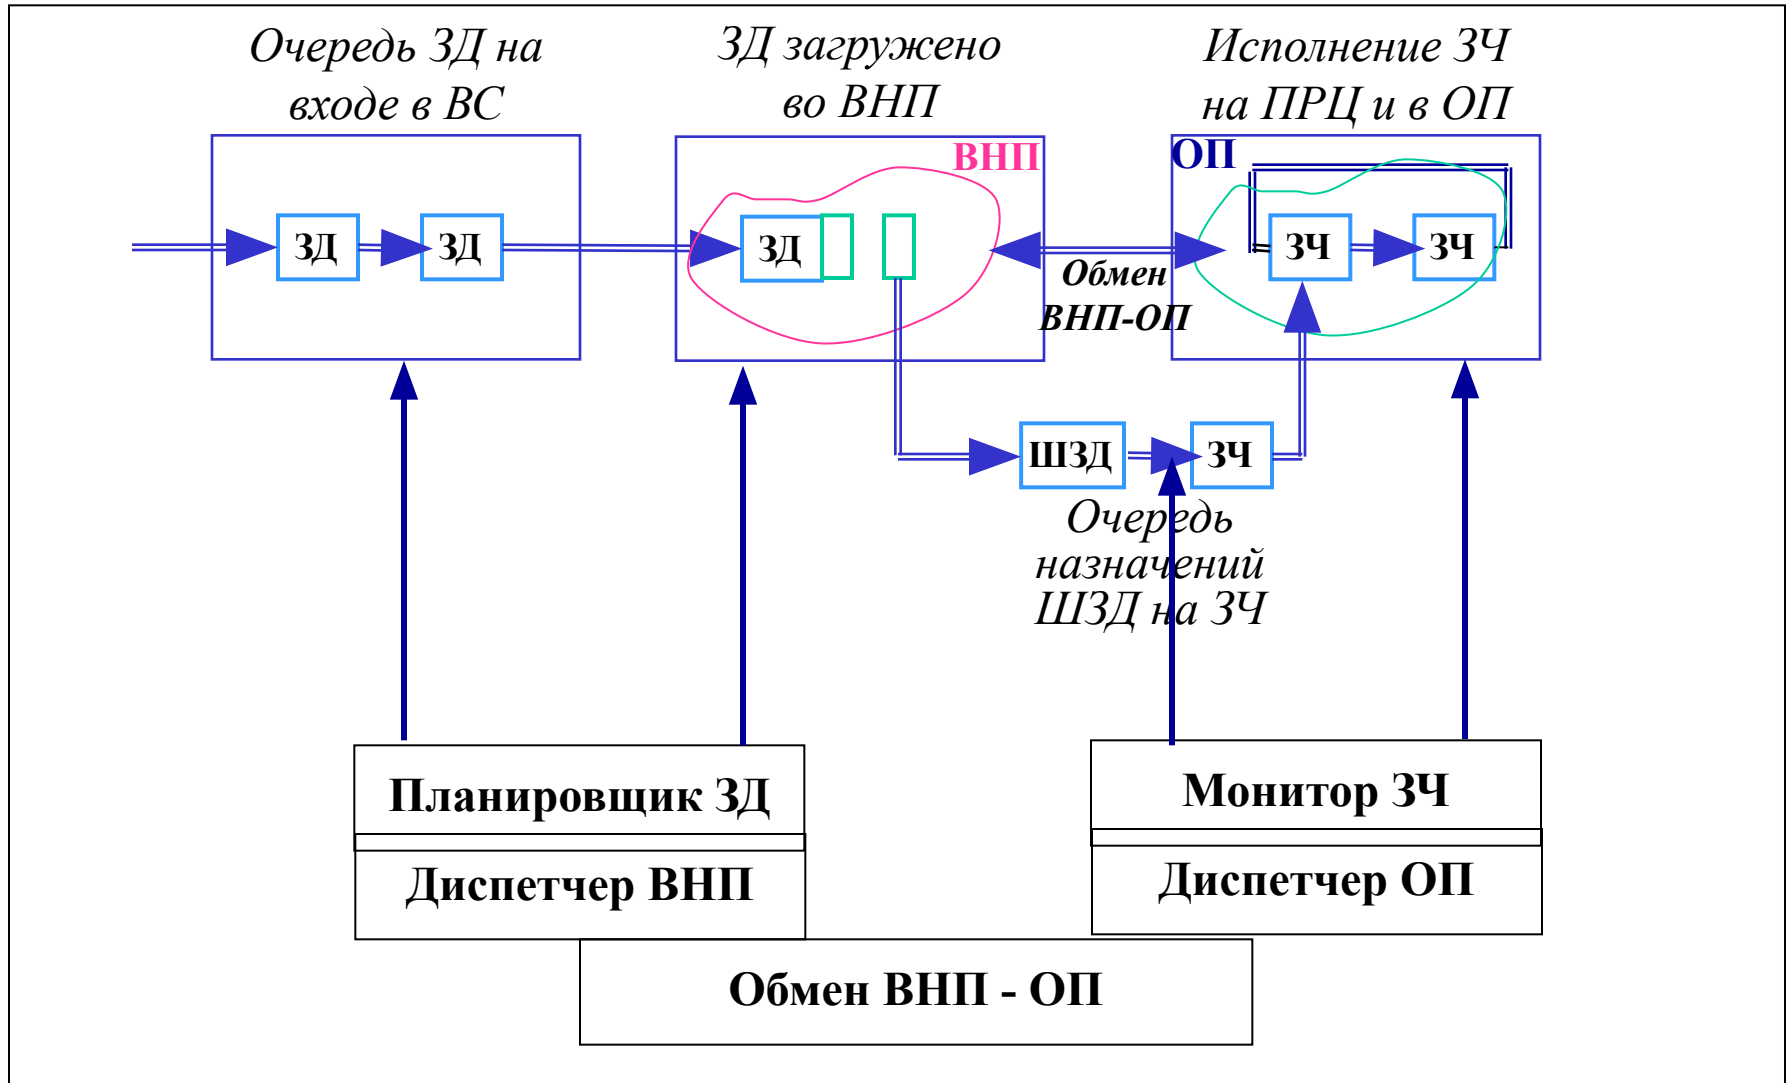 Очередь ЗД на
входе в ВС
ЗД загружено
во ВНП
Исполнение ЗЧ
на ПРЦ и в ОП
ВНП
ОП
ЗД
ЗД
ЗД
ЗЧ
ЗЧ
Обмен
ВНП-ОП
ШЗД
ЗЧ
Очередь
назначений
ШЗД на ЗЧ
Планировщик ЗД
Диспетчер ВНП
Монитор ЗЧ
Диспетчер ОП
Обмен ВНП - ОП